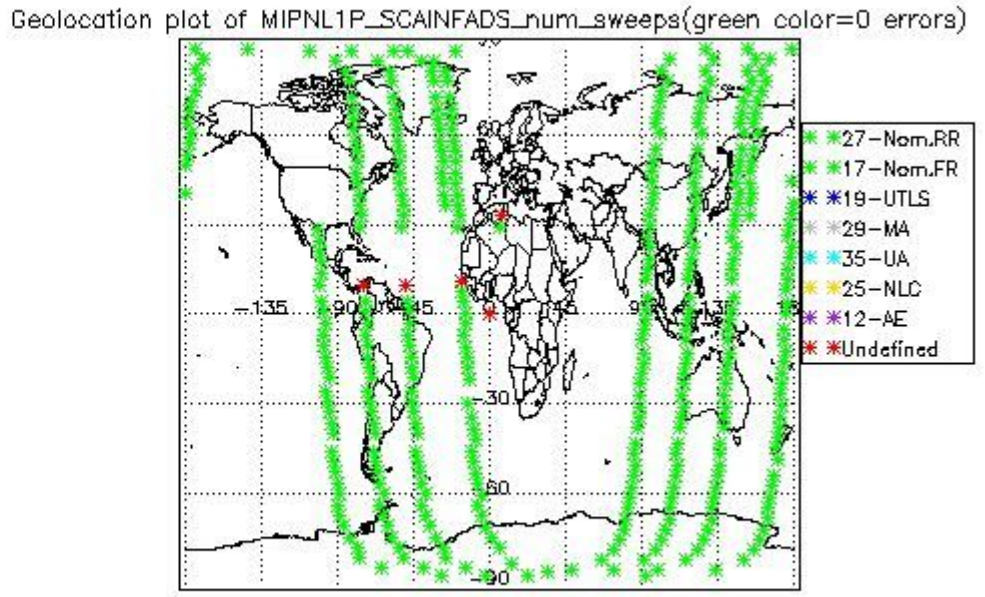 Geolocation plot of MIPNL1P_SCAINFADS_num_sweeps(green color=0 errors)
60
-135
-90
-45
-30
-60
-90
27-Nom.RR
17-Nom.FR
19-UTLS
29-MA
35-UA
25-NLC
12-AE
Undefined